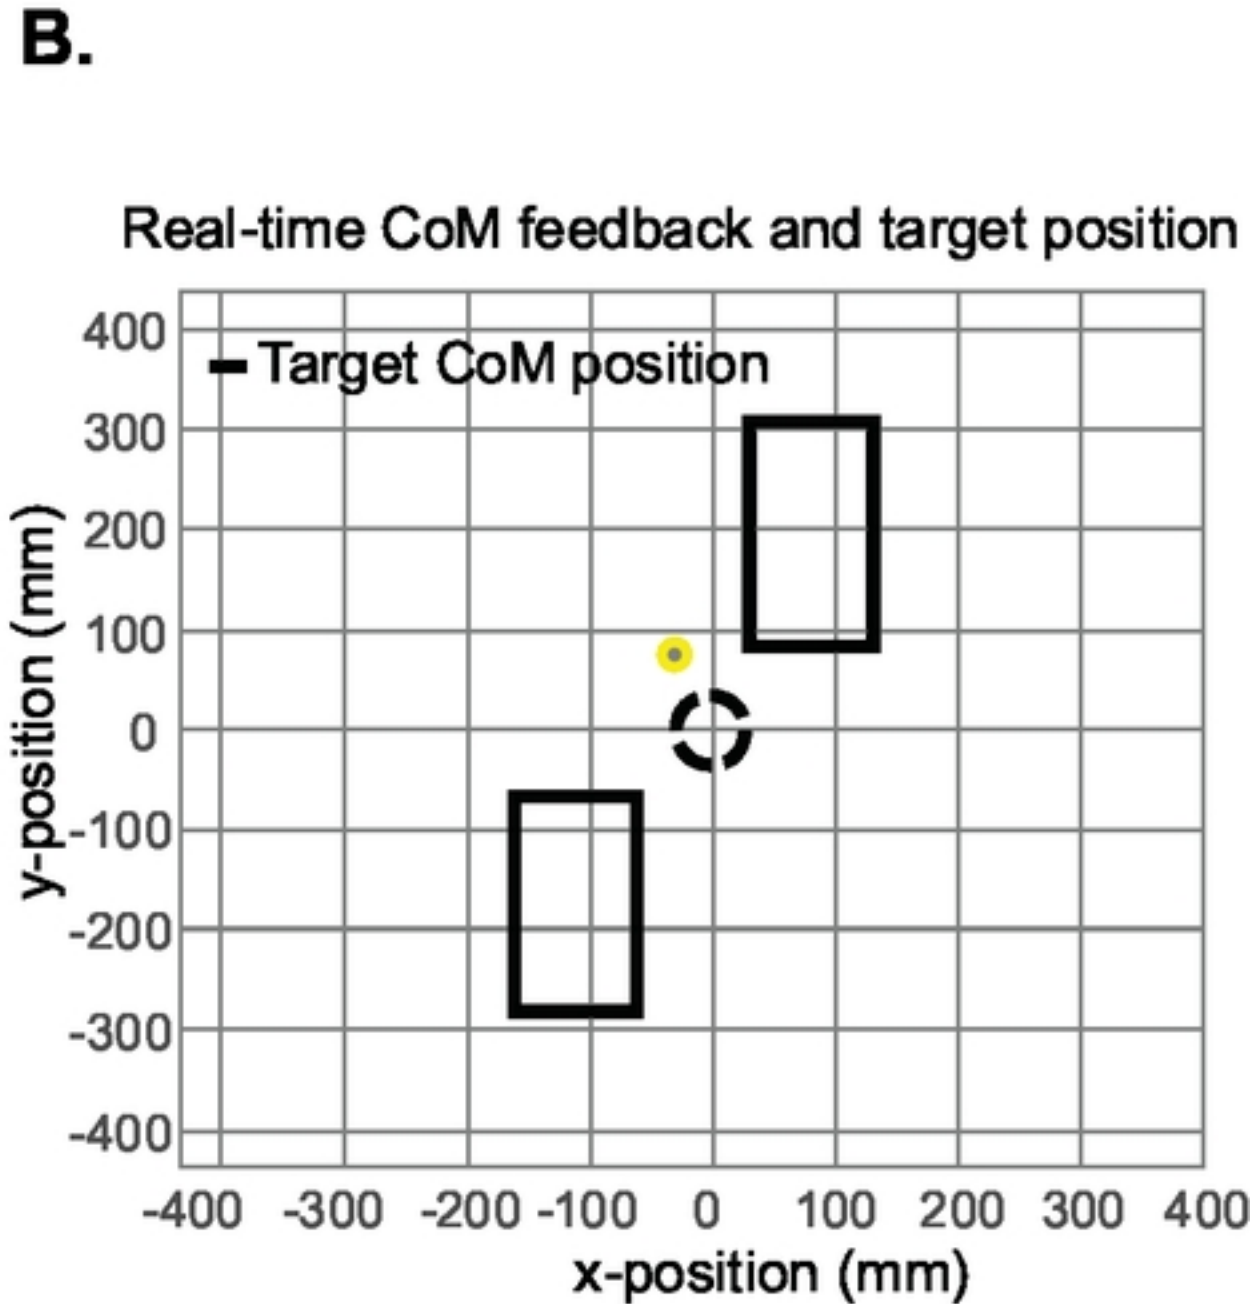 B.
Real-time CoM feedback and target position
Target CoM position
y-position (mm)
400
300
200
100
0
-100
-200
-300
-400
-400 -300 -200 -100 0 100 200 300 400
x-position (mm)